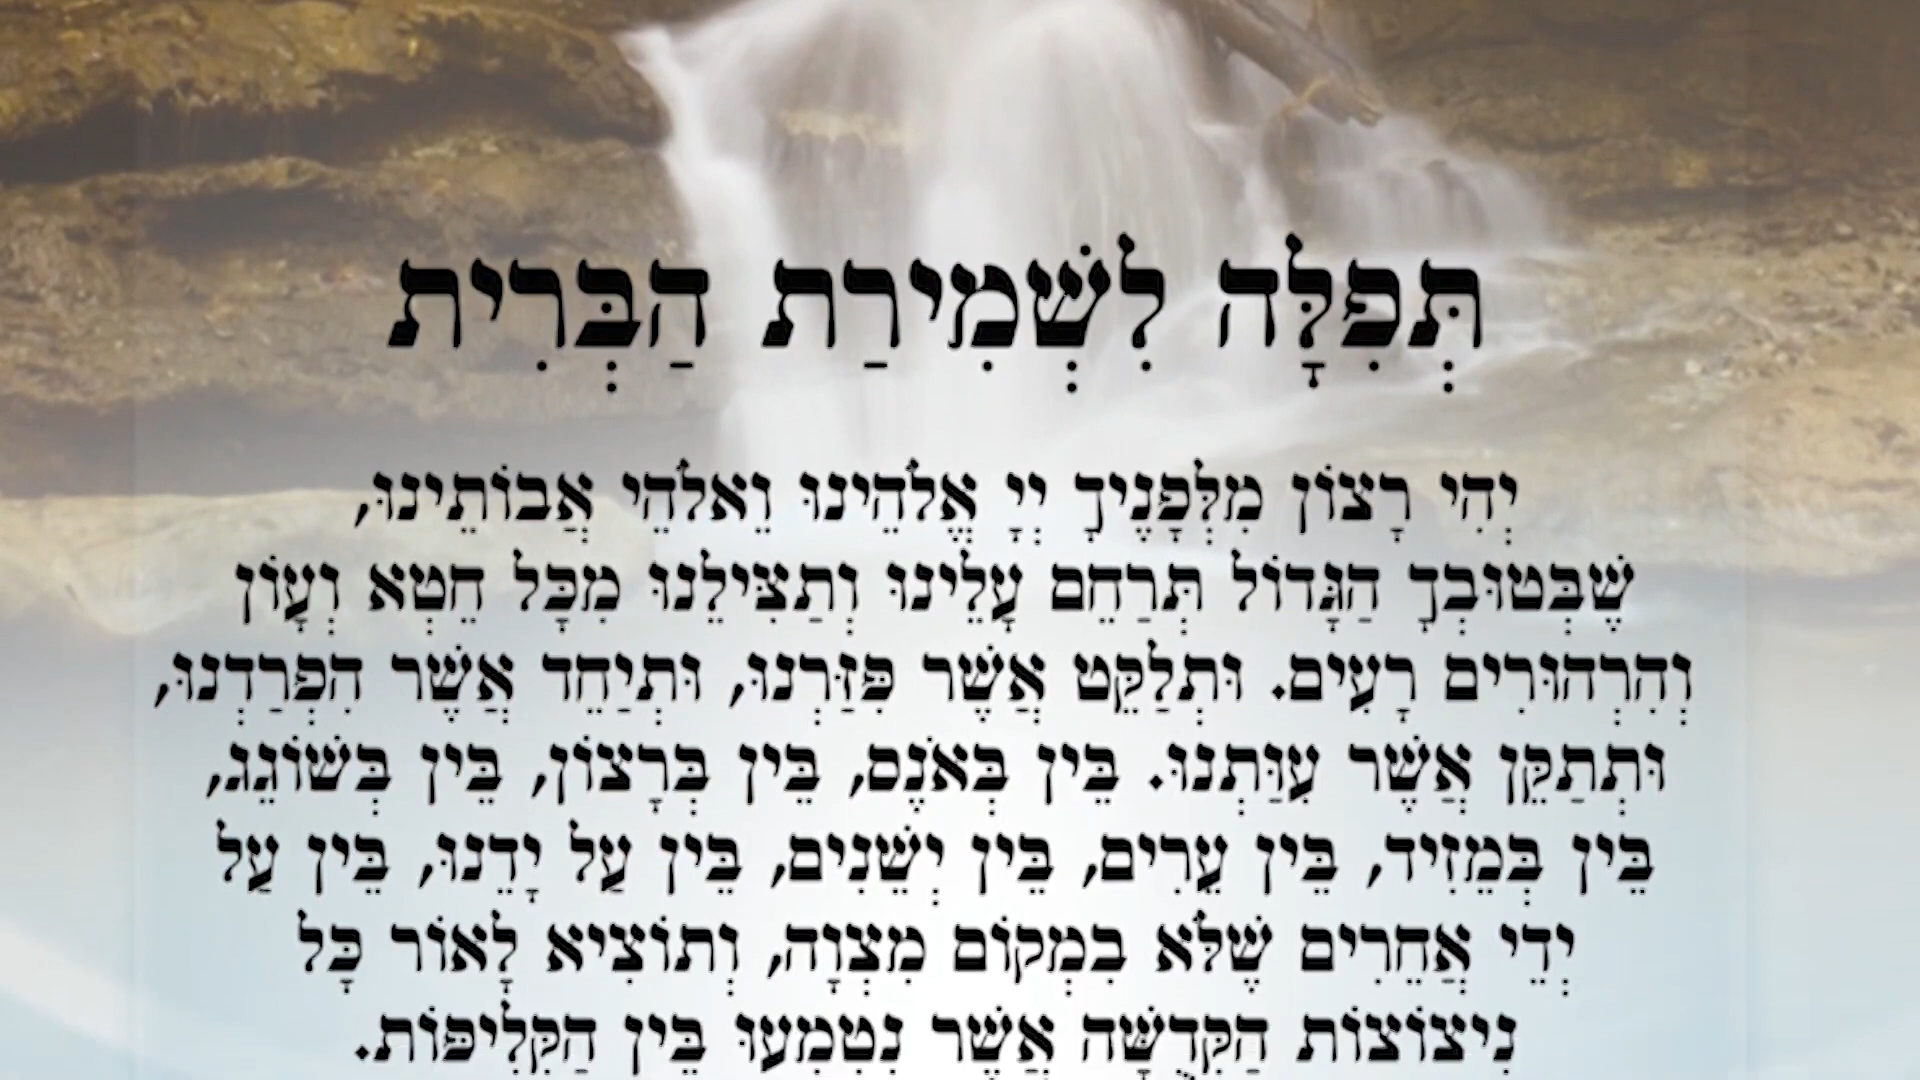 תְּפִלָּה לִשְׁמִירַת הַבְּרִית
יְהִי רָצוֹן מִלְּפָנֶיךָ יְיָ אֱלֹהֵינוּ וֵאלֹהֵי אֲבוֹתֵינוּ,
שֶׁבְּטוּבְךָ הַגָּדוֹל תְּרַחֵם עָלֵינוּ וְתַצִּילֵנוּ מִכָּל חֵטְא וְעָוֹן
וְהִרְהוּרִים רָעִים. וּתְלַקֵּט אֲשֶׁר פִּזַּרְנוּ, וּתְיַחֵד אֲשֶׁר הִפְרַדְנוּ,
וּתְתַקֵּן אֲשֶׁר עִוַּתְנוּ. בֵּין בְּאֹנֶס, בֵּין בְּרָצוֹן, בֵּין בְּשׁוֹגֵג,
בֵּין בְּמֵזִיד, בֵּין עֵרִים, בֵּין יְשֵׁנִים, בֵּין עַל יָדֵנוּ, בֵּין עַל
יְדֵי אֲחֵרִים שֶׁלֹּא בִמְקוֹם מִצְוָה, וְתוֹצִיא לָאוֹר כָּל
נִיצוֹצוֹת הַקְּדֻשָּׁה אֲשֶׁר נִטְמְעוּ בֵּין הַקְּלִיפּוֹת.